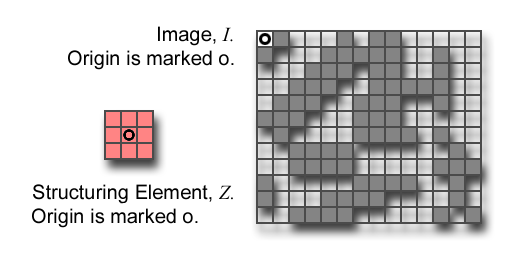 Image, I.
Origin is marked o.
Structuring Element, Z.
Origin is marked o.